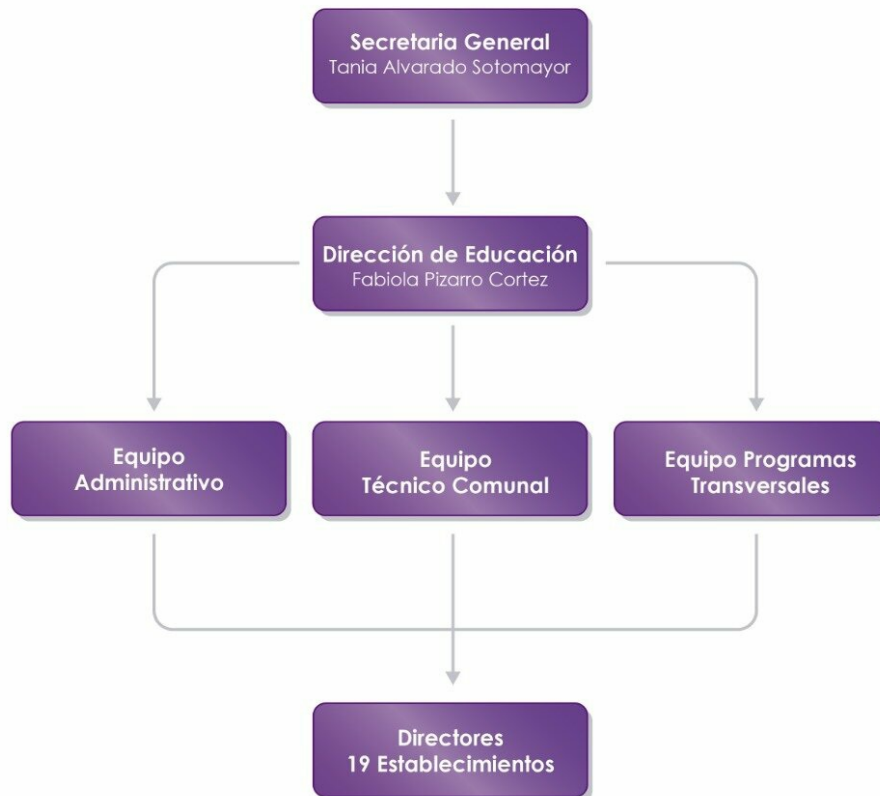 Secretaria General
Tania Alvarado Sotomayor
Dirección de Educación
Fabiola Pizarro Cortez
Equipo
Administrativo
Equipo
Técnico Comunal
Equipo Programas
Transversales
Directores
19 Establecimientos